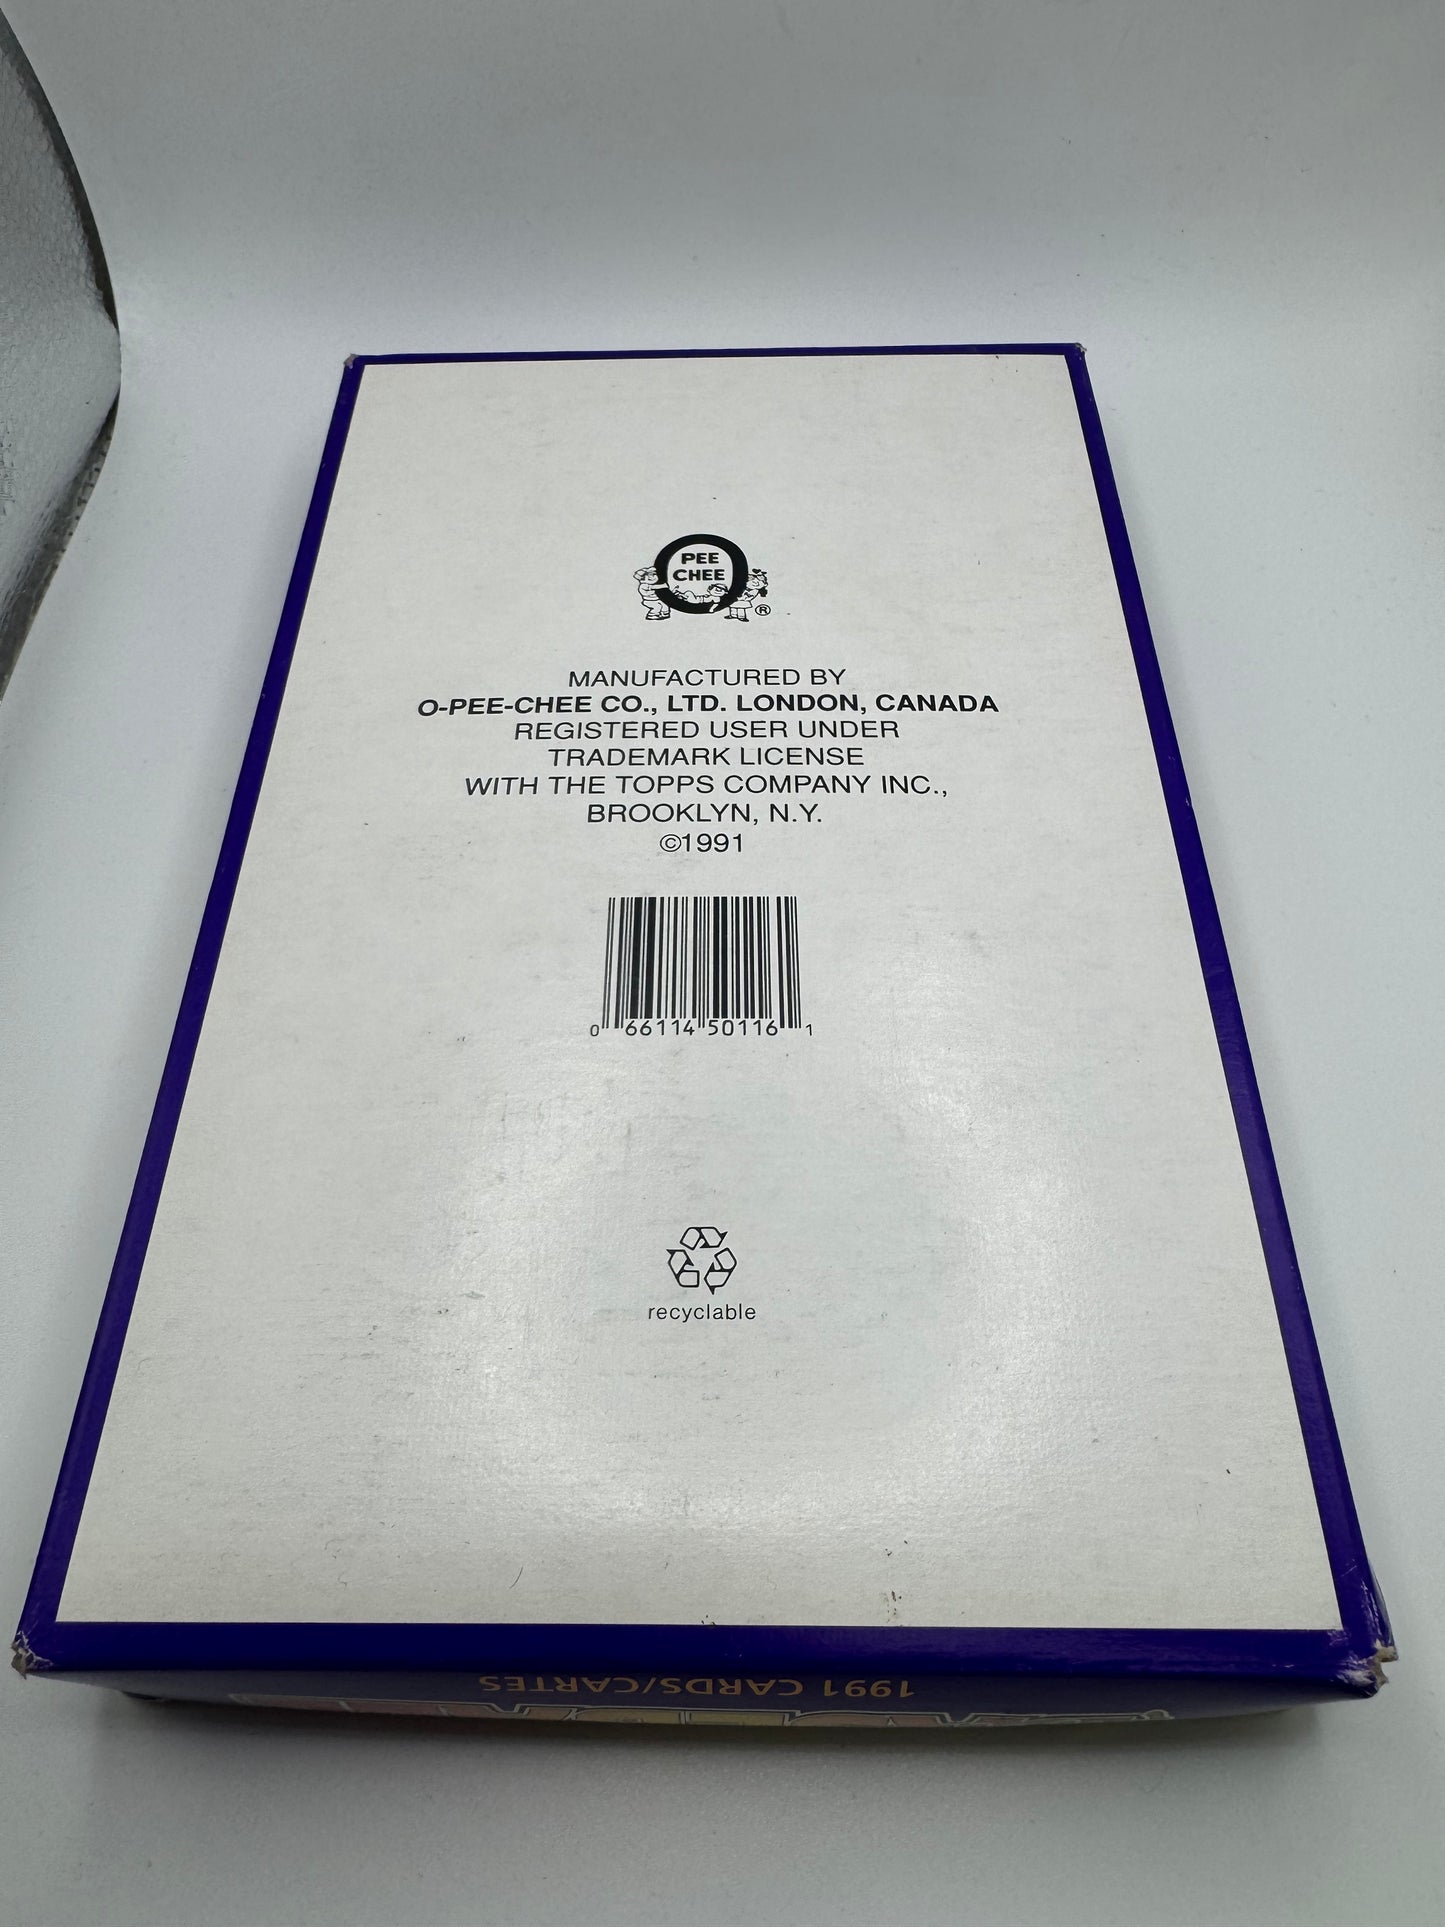 PEE
CHEE
®
MANUFACTURED BY
O-PEE-CHEE CO., LTD. LONDON, CANADA
REGISTERED USER UNDER
TRADEMARK LICENSE
WITH THE TOPPS COMPANY INC.,
BROOKLYN, N.Y.
©1991
0 66114 50116 1
recyclable
1991 CARDS/CARTES